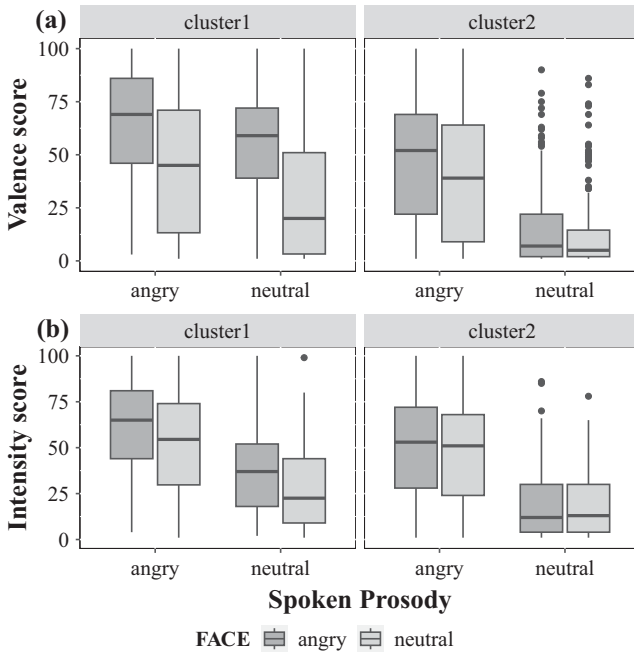 (a)
cluster1 cluster2
Valence score
100
75
50
25
0
angry neutral angry neutral
(b)
cluster1 cluster2
Intensity score
100
75
50
25
0
angry neutral angry neutral
Spoken Prosody
FACE angry neutral